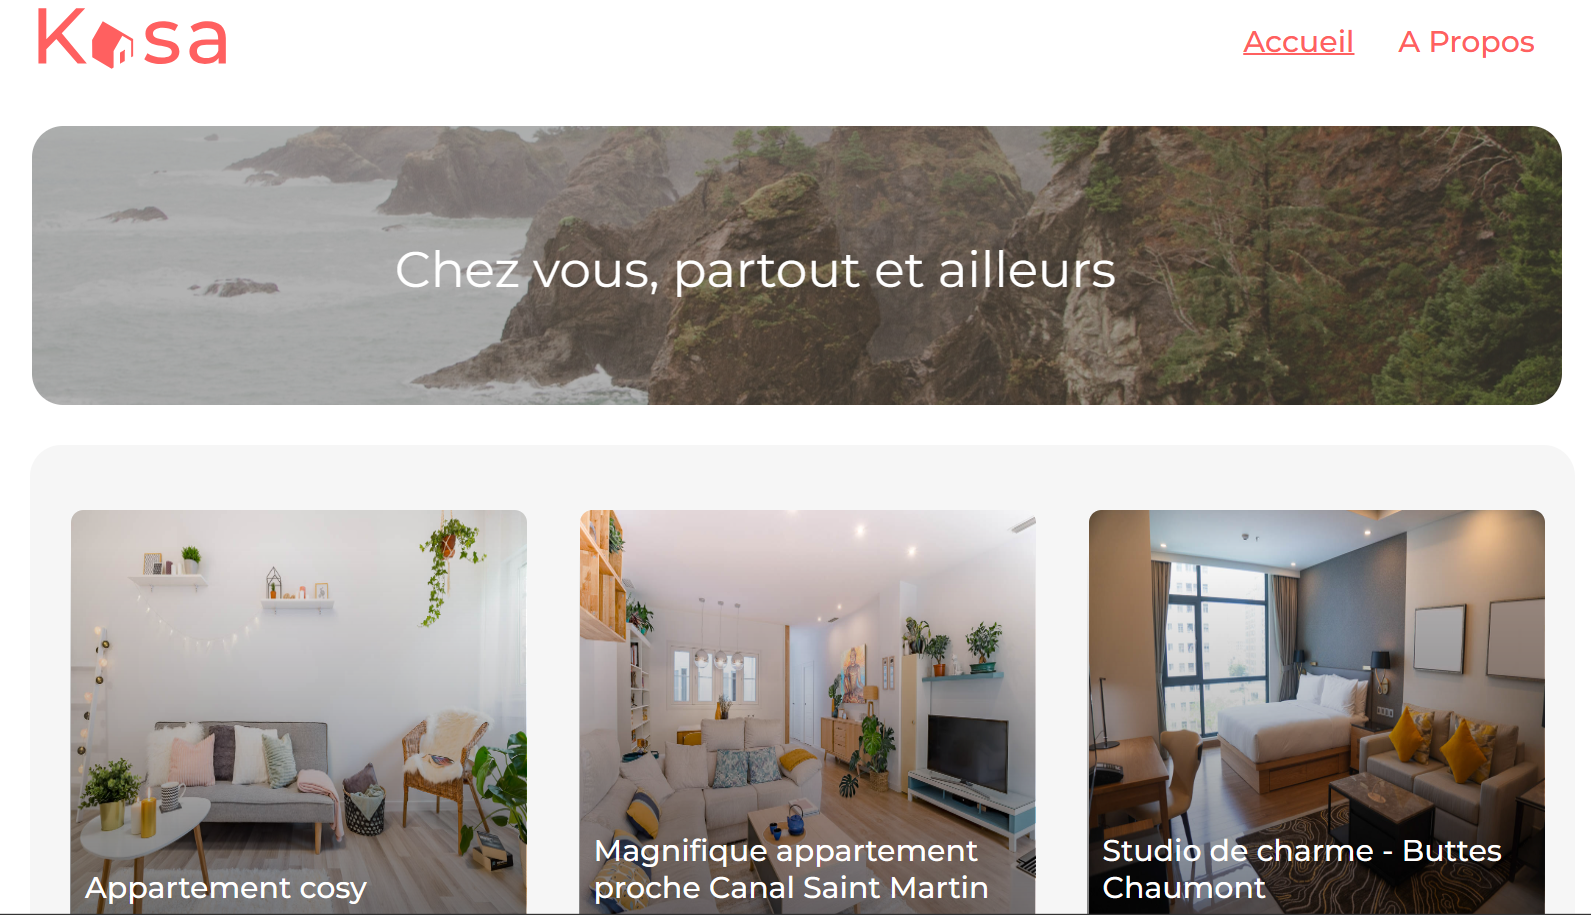 Kasa
Accueil A Propos
Chez vous, partout et ailleurs
Appartement cosy
Magnifique appartement
proche Canal Saint Martin
Studio de charme - Buttes
Chaumont